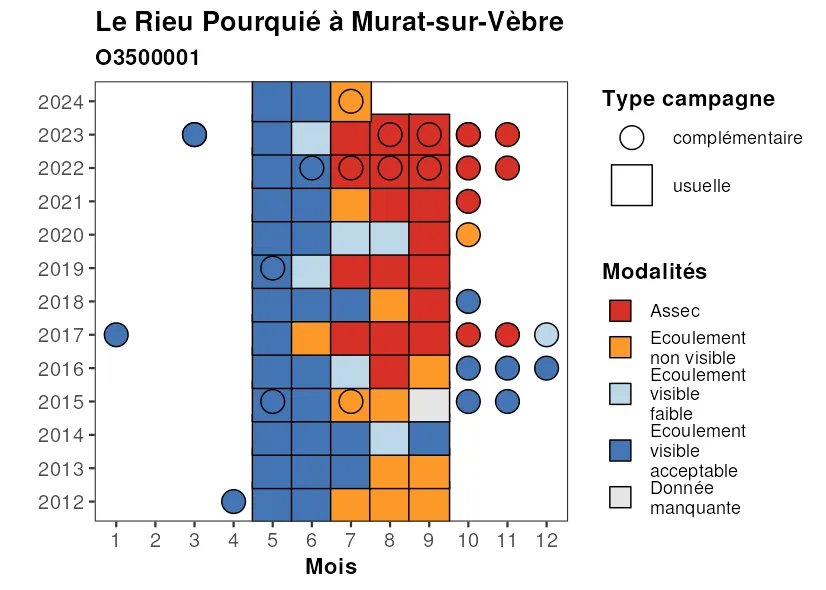 Le Rieu Pourquié à Murat-sur-Vèbre
O3500001
2024
2023
2022
2021
2020
2019
2018
2017
2016
2015
2014
2013
2012
1 2 3 4 5 6 7 8 9 10 11 12
Mois
Type campagne
complémentaire
usuelle
Modalités
Assec
Ecoulement
non visible
Ecoulement
visible
faible
Ecoulement
visible
acceptable
Donnée
manquante